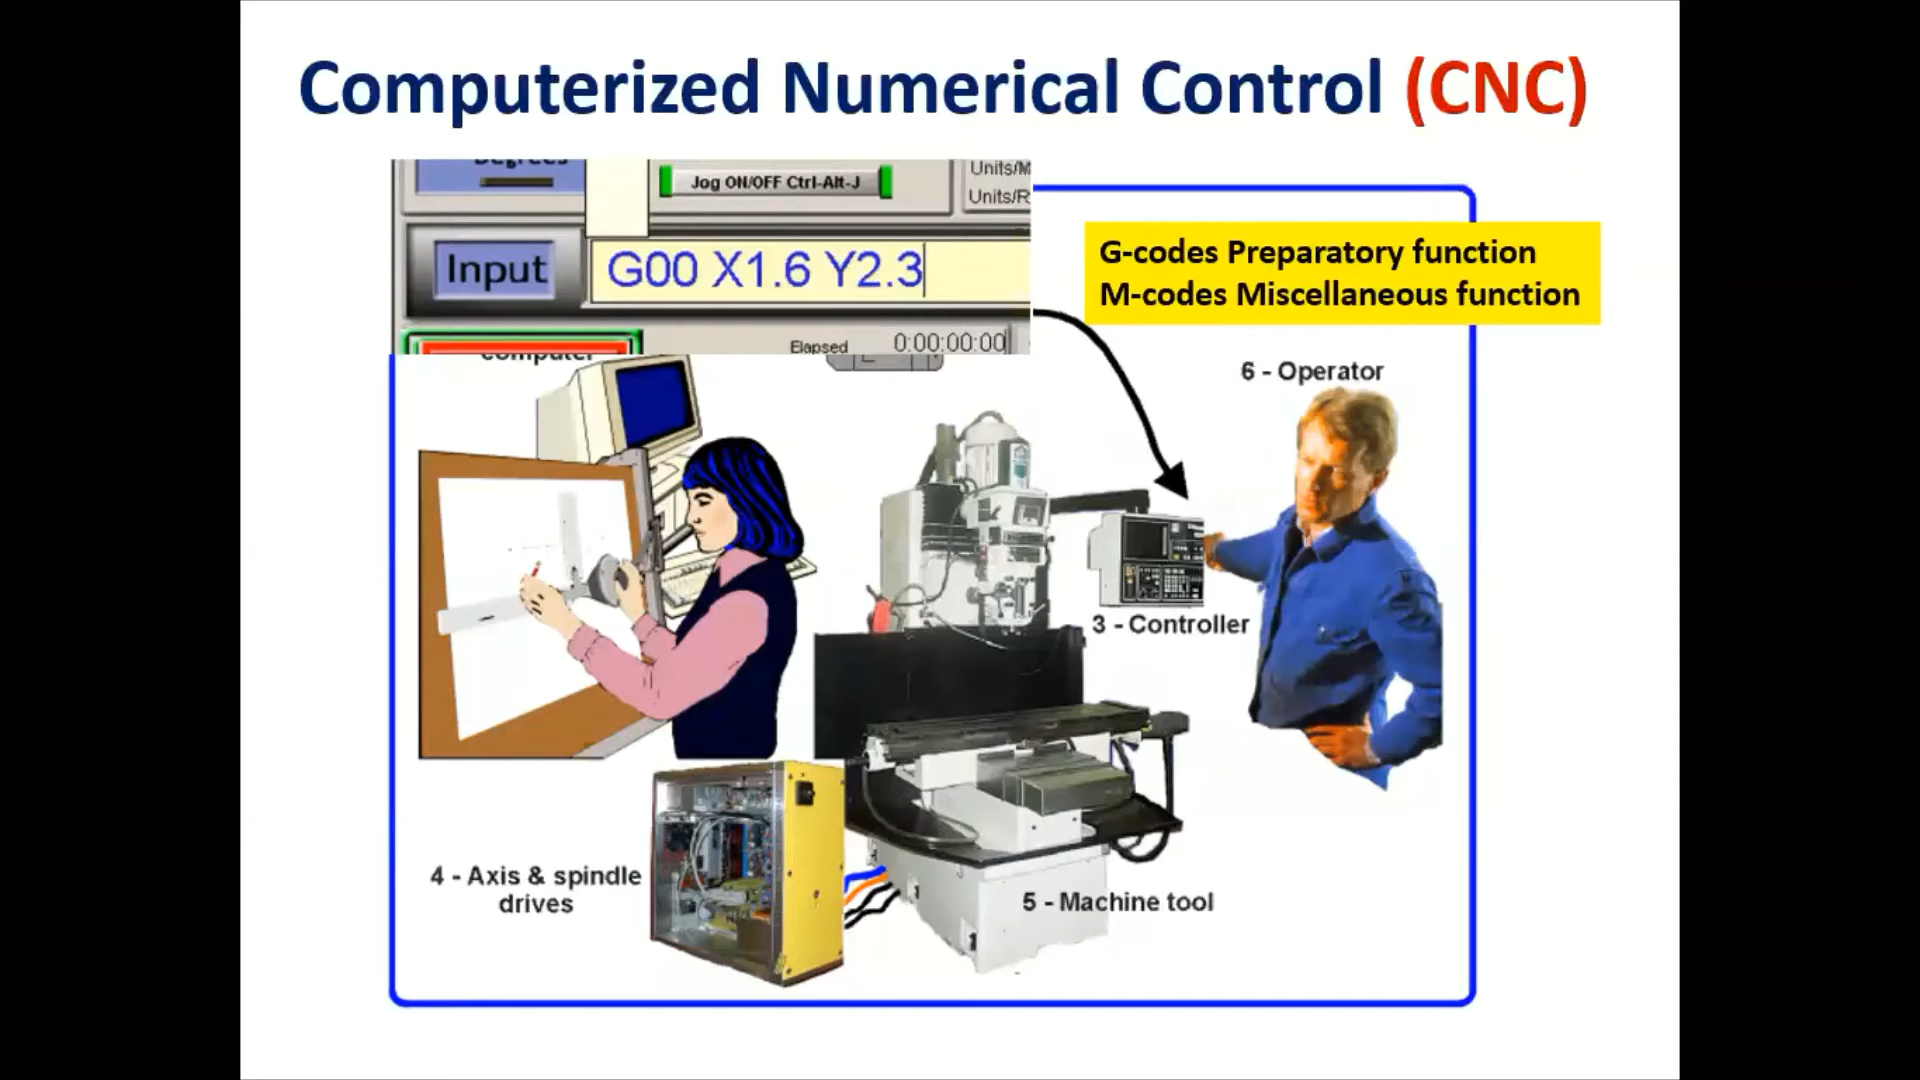 Computerized Numerical Control (CNC)
Degrees
Jog ON/OFF Ctrl-Alt-J
Units/M
Units/R
Input
G00 X1.6 Y2.3
Elapsed 0:00:00:00
G-codes Preparatory function
M-codes Miscellaneous function
computer
6 - Operator
3 - Controller
4 - Axis & spindle
drives
5 - Machine tool